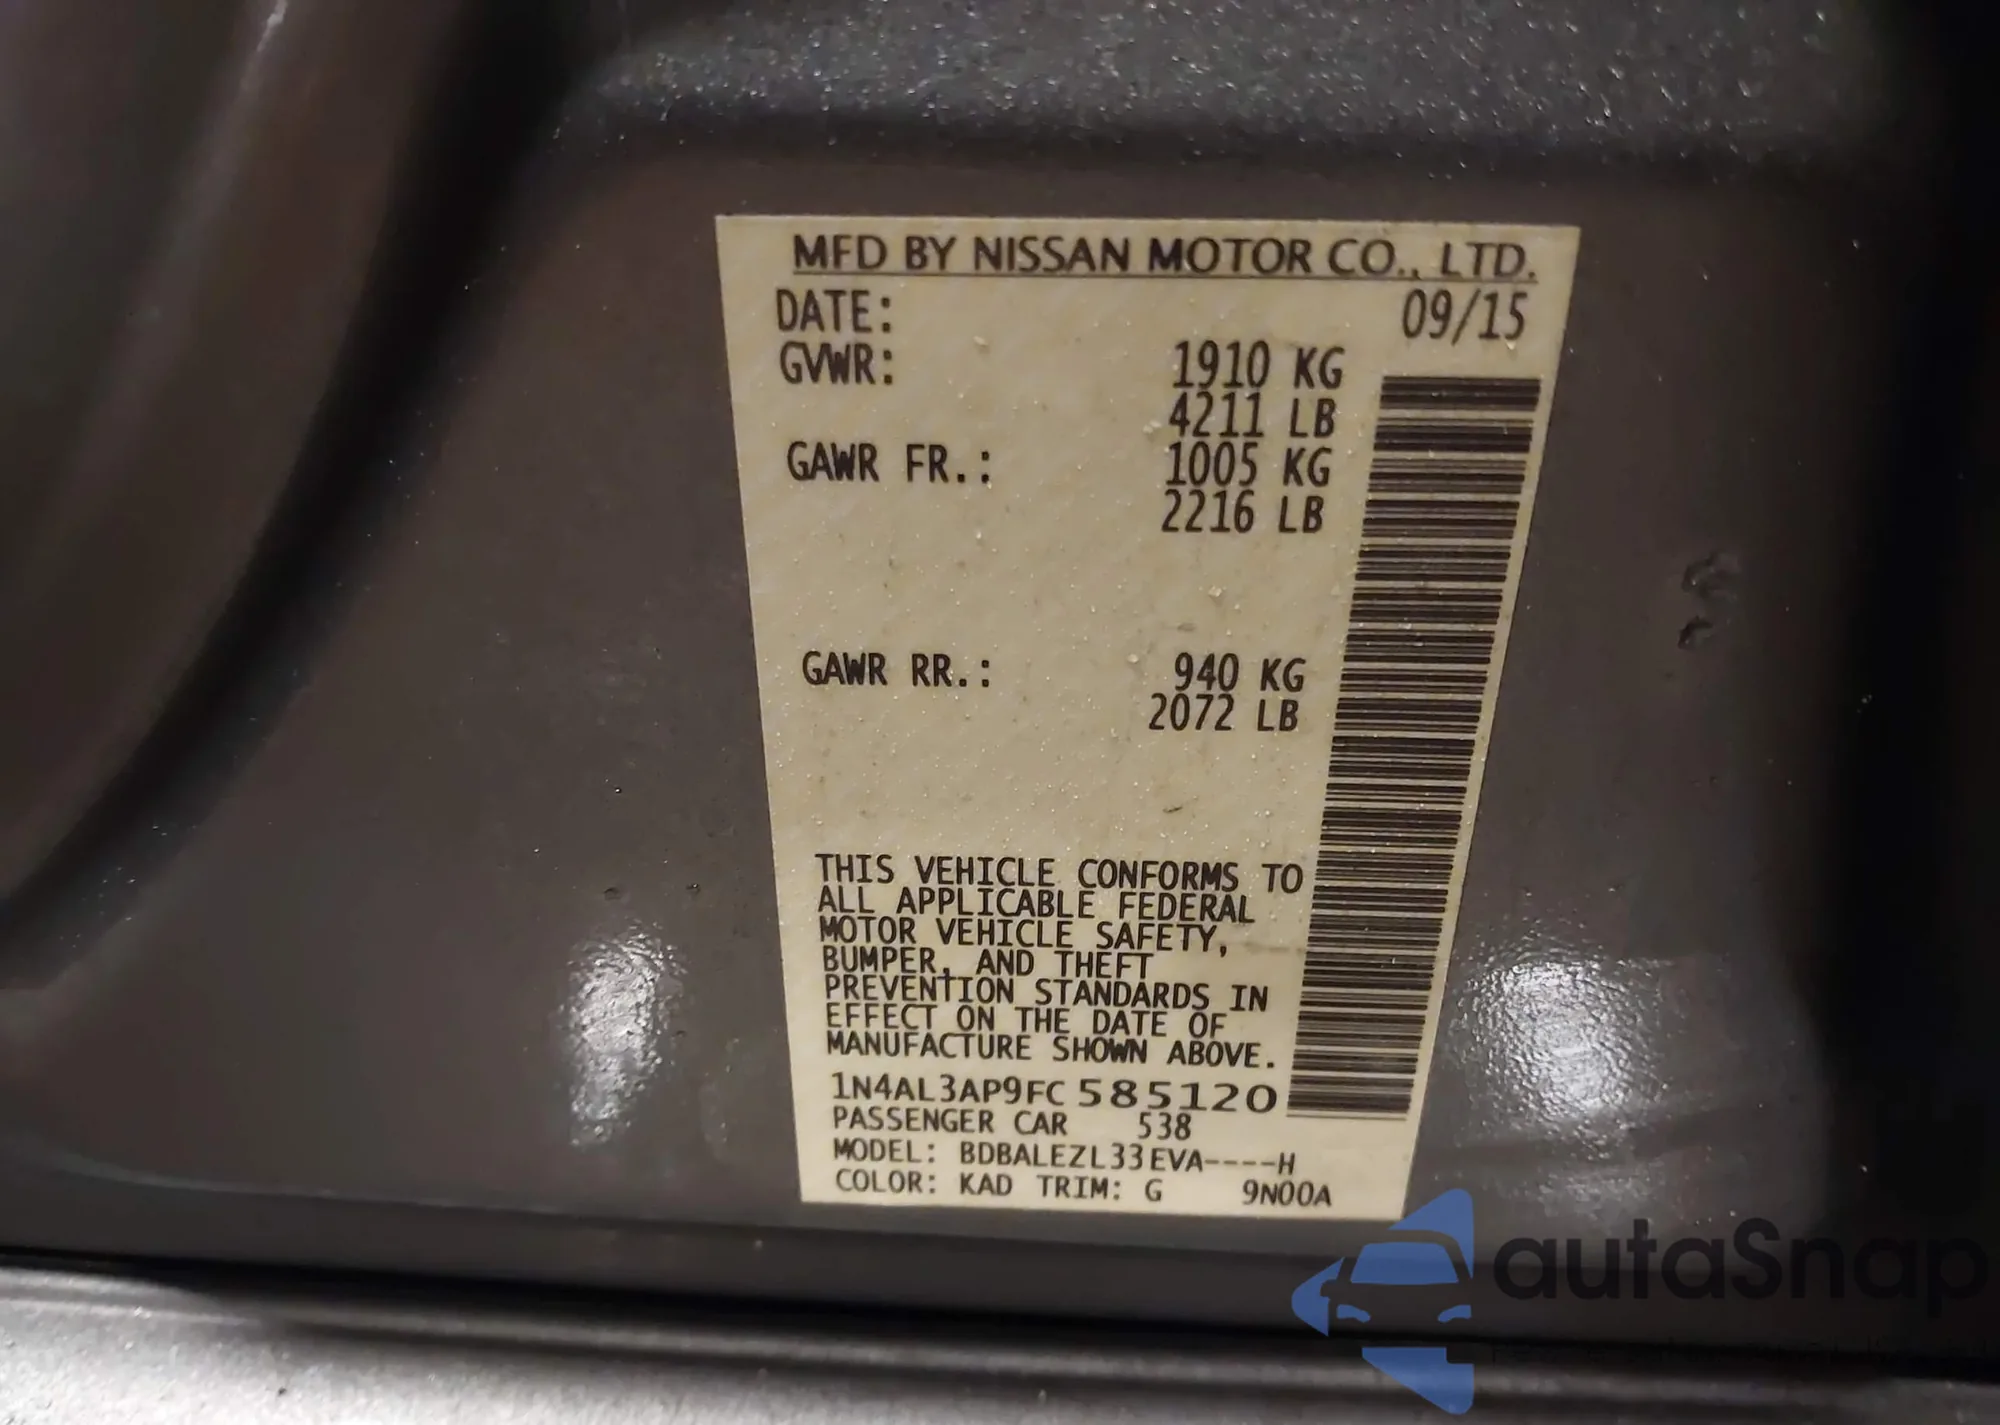 MFD BY NISSAN MOTOR CO., LTD.
DATE: 09/15
GVWR: 1910 KG
4211 LB
GAWR FR.: 1005 KG
2216 LB
GAWR RR.: 940 KG
2072 LB
THIS VEHICLE CONFORMS TO
ALL APPLICABLE FEDERAL
MOTOR VEHICLE SAFETY,
BUMPER, AND THEFT
PREVENTION STANDARDS IN
EFFECT ON THE DATE OF
MANUFACTURE SHOWN ABOVE.
1N4AL3AP9FC585120
PASSENGER CAR 538
MODEL: BDBALEZL33EVA----H
COLOR: KAD TRIM: G 9N00A
autaSnap